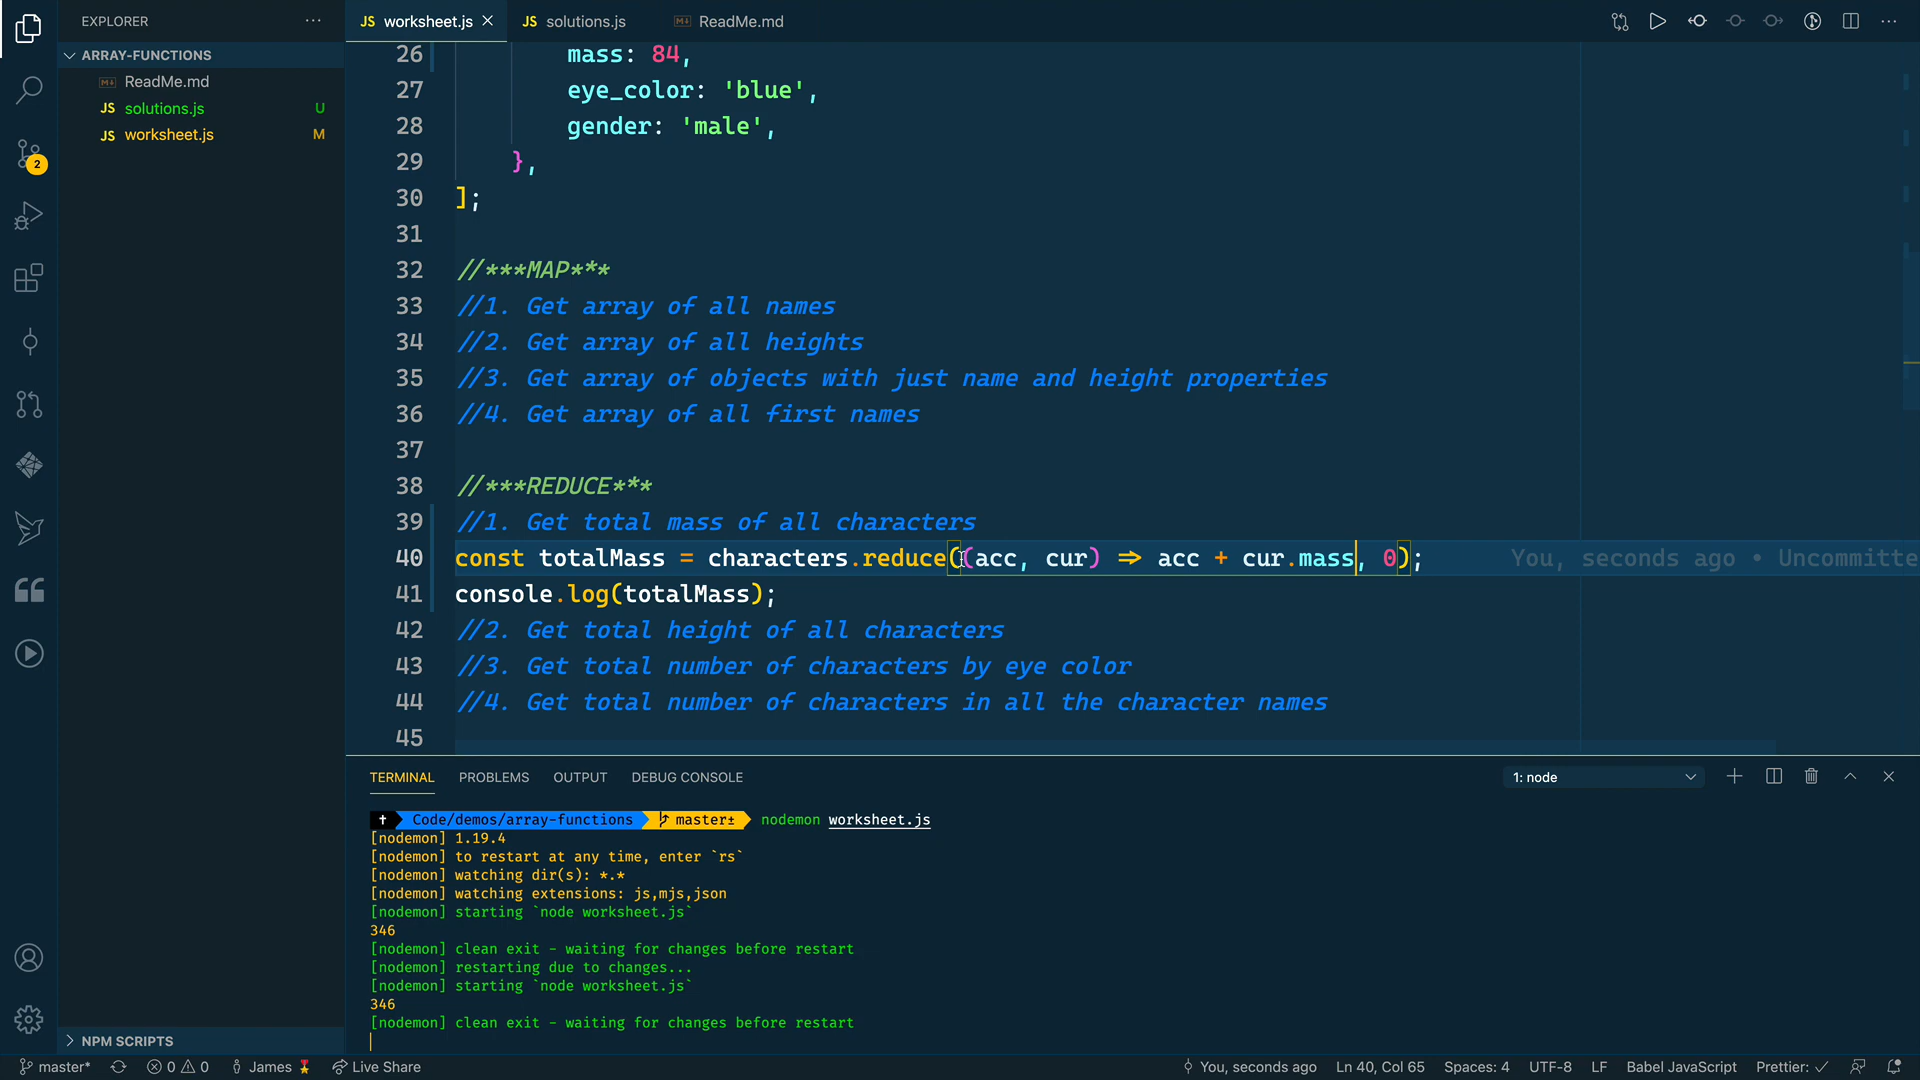 EXPLORER ···
ARRAY-FUNCTIONS
ReadMe.md
JS solutions.js U
JS worksheet.js M
2
NPM SCRIPTS
JS worksheet.js
JS solutions.js
ReadMe.md
26 mass: 84,
27 eye_color: 'blue',
28 gender: 'male',
29 },
30 ];
31
32 //***MAP***
33 //1. Get array of all names
34 //2. Get array of all heights
35 //3. Get array of objects with just name and height properties
36 //4. Get array of all first names
37
38 //***REDUCE***
39 //1. Get total mass of all characters
40 const totalMass = characters.reduce((acc, cur) => acc + cur.mass, 0); You, seconds ago • Uncommitte
41 console.log(totalMass);
42 //2. Get total height of all characters
43 //3. Get total number of characters by eye color
44 //4. Get total number of characters in all the character names
45
TERMINAL PROBLEMS OUTPUT DEBUG CONSOLE 1: node
Code/demos/array-functions master± nodemon worksheet.js
[nodemon] 1.19.4
[nodemon] to restart at any time, enter `rs`
[nodemon] watching dir(s): *.*
[nodemon] watching extensions: js,mjs,json
[nodemon] starting `node worksheet.js`
346
[nodemon] clean exit - waiting for changes before restart
[nodemon] restarting due to changes...
[nodemon] starting `node worksheet.js`
346
[nodemon] clean exit - waiting for changes before restart
master* 0 0 James Live Share You, seconds ago Ln 40, Col 65 Spaces: 4 UTF-8 LF Babel JavaScript Prettier: ✓